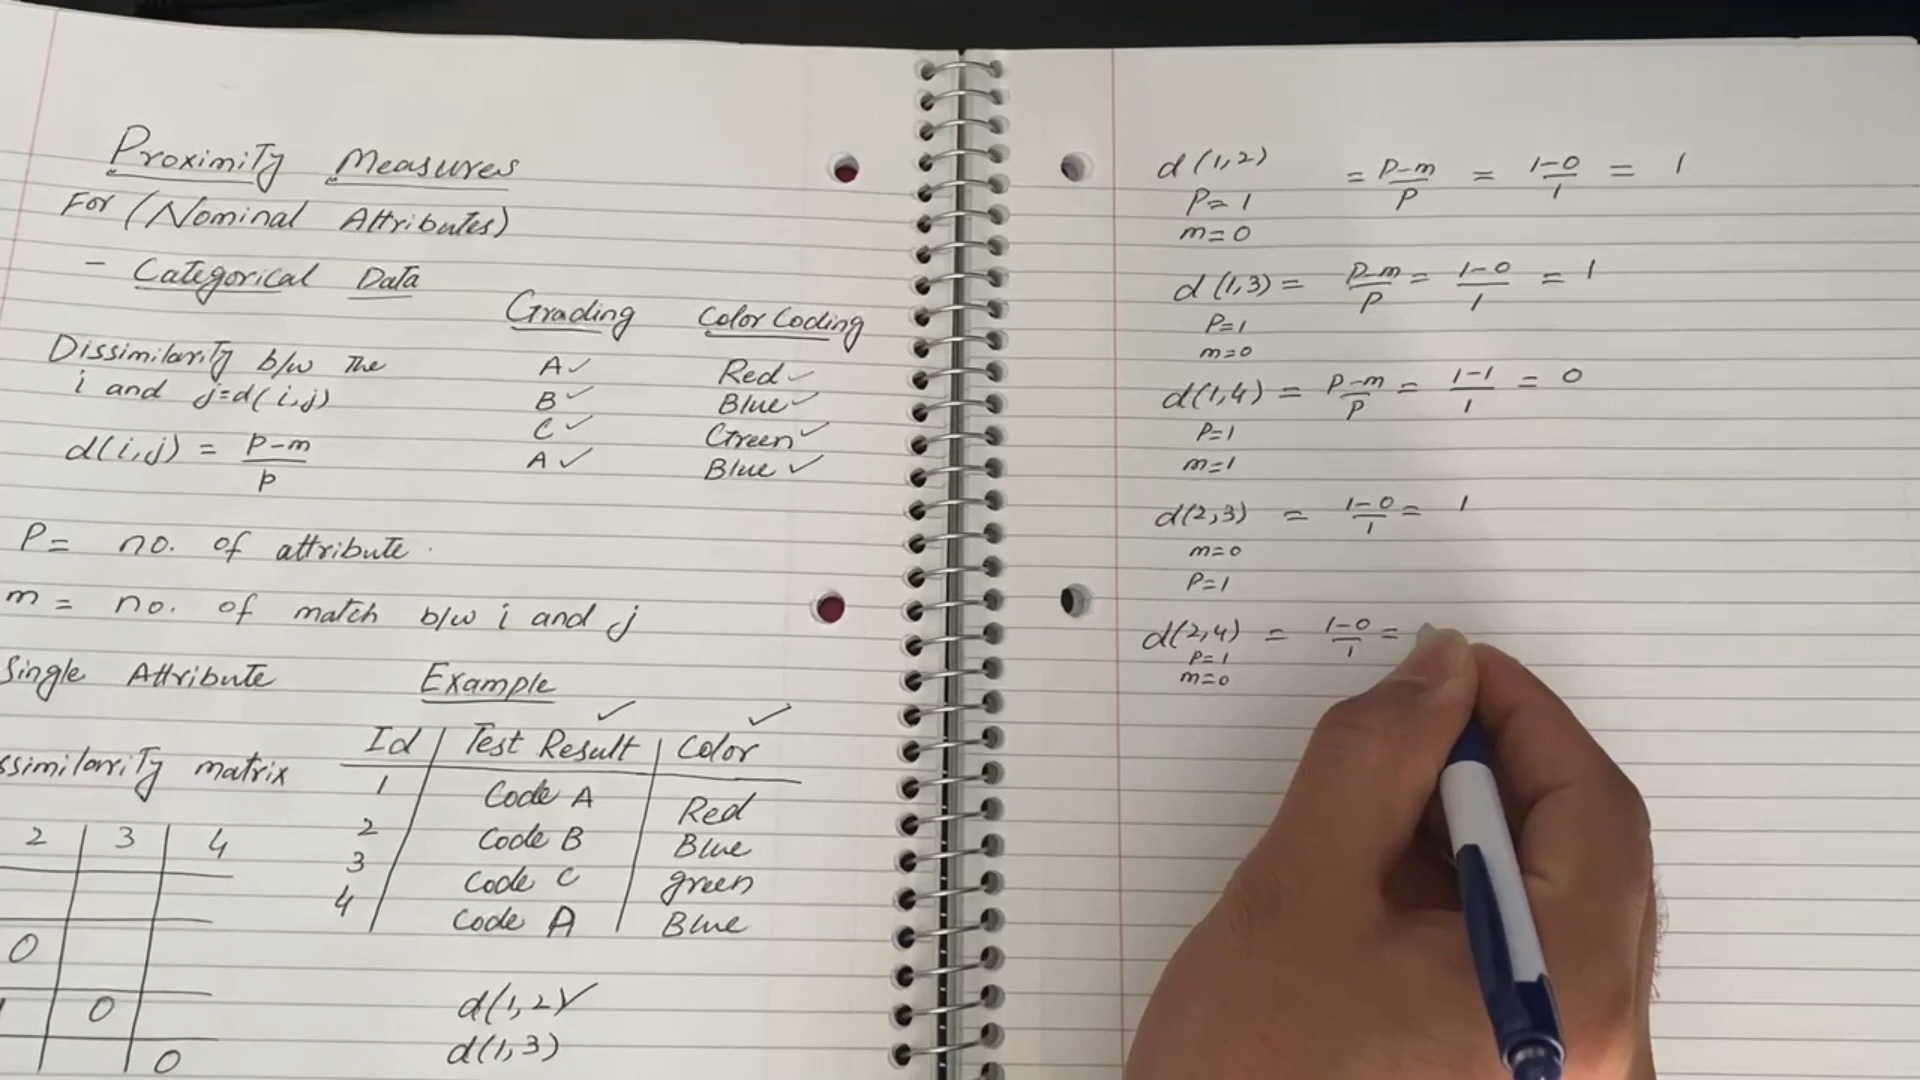 Proximity Measures
For (Nominal Attributes)
- Categorical Data
Grading Color Coding
Dissimilarity b/w The
i and j = d(i,j)
A ✓ Red ✓
B ✓ Blue ✓
C ✓ Green ✓
A ✓ Blue ✓
d(i,j) = p-m / p
P = no. of attribute.
m = no. of match b/w i and j
Single Attribute Example
ssimilarity matrix
✓ ✓
Id Test Result Color
1 Code A Red
2 Code B Blue
3 Code C green
4 Code A Blue
2 3 4
0
1 0
0
d(1,2) ✓
d(1,3)
d(1,2) = P-m / P = 1-0 / 1 = 1
P=1
m=0
d(1,3) = P-m / P = 1-0 / 1 = 1
P=1
m=0
d(1,4) = P-m / P = 1-1 / 1 = 0
P=1
m=1
d(2,3) = 1-0 / 1 = 1
m=0
P=1
d(2,4) = 1-0 / 1 =
P=1
m=0